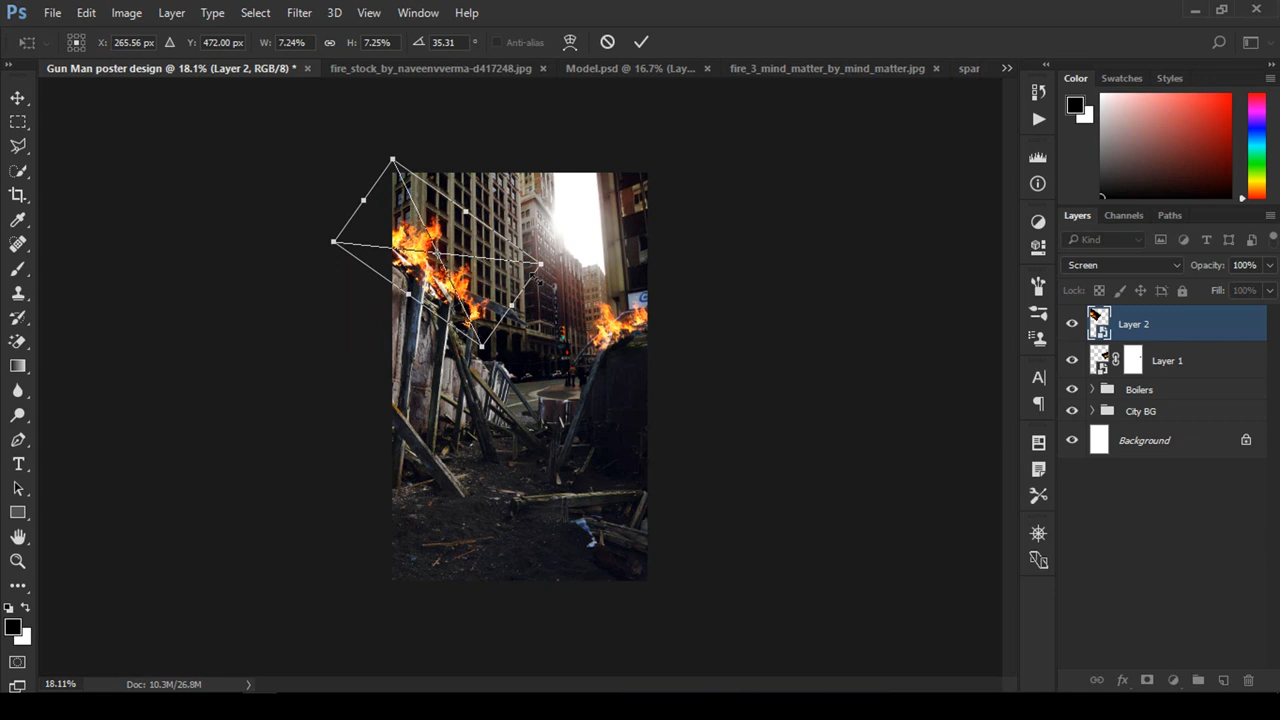 Ps File Edit Image Layer Type Select Filter 3D View Window Help
X: 265.56 px Y: 472.00 px W: 7.24% H: 7.25% 35.31 Anti-alias
Gun Man poster design @ 18.1% (Layer 2, RGB/8) * × fire_stock_by_naveenvverma-d417248.jpg × Model.psd @ 16.7% (Lay... × fire_3_mind_matter_by_mind_matter.jpg × spar
Color Swatches Styles
Layers Channels Paths
Kind
Screen Opacity: 100%
Lock: Fill: 100%
Layer 2
Layer 1
Boilers
City BG
Background
18.11% Doc: 10.3M/26.8M